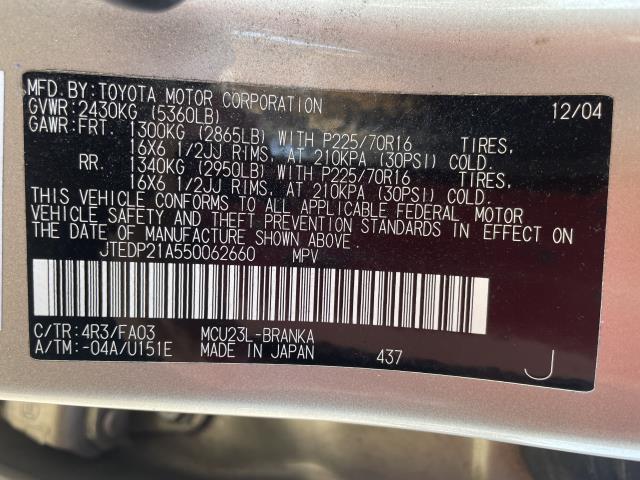 MFD.BY:TOYOTA MOTOR CORPORATION 12/04
GVWR:2430KG (5360LB)
GAWR:FRT. 1300KG (2865LB) WITH P225/70R16 TIRES,
16X6 1/2JJ RIMS, AT 210KPA (30PSI) COLD.
RR. 1340KG (2950LB) WITH P225/70R16 TIRES,
16X6 1/2JJ RIMS, AT 210KPA (30PSI) COLD.
THIS VEHICLE CONFORMS TO ALL APPLICABLE FEDERAL MOTOR
VEHICLE SAFETY AND THEFT PREVENTION STANDARDS IN EFFECT ON
THE DATE OF MANUFACTURE SHOWN ABOVE.
JTEDP21A550062660 MPV
C/TR:4R3/FA03 MCU23L-BRANKA
A/TM:-04A/U151E MADE IN JAPAN 437 J